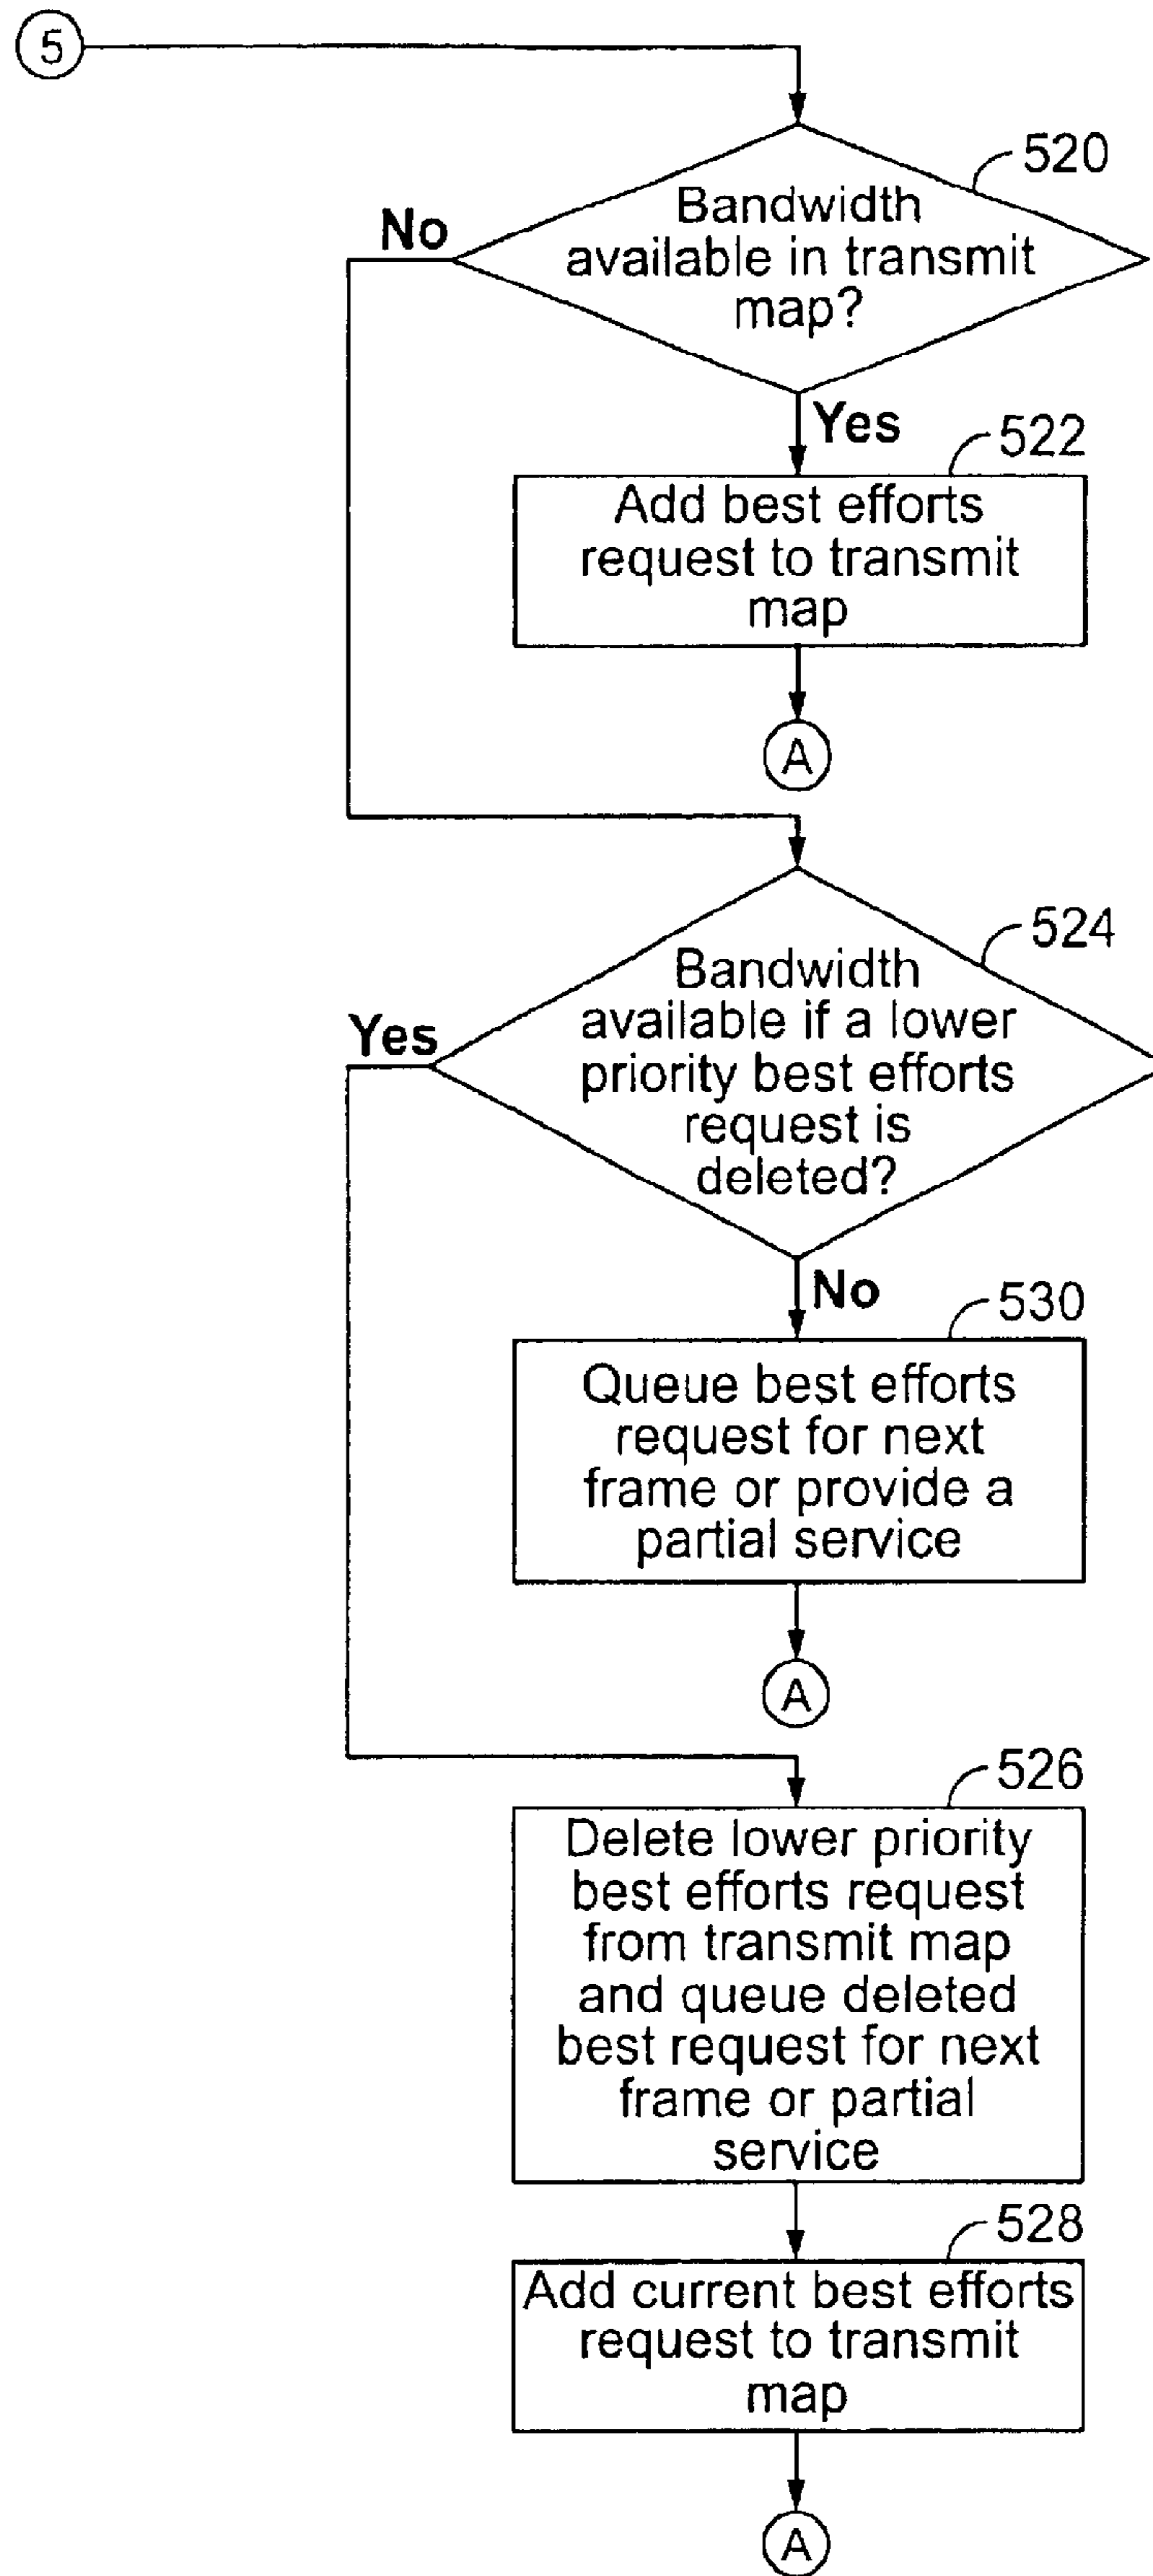 5
520
Bandwidth
available in transmit
map?
No
Yes
522
Add best efforts
request to transmit
map
A
524
Bandwidth
available if a lower
priority best efforts
request is
deleted?
Yes
No
530
Queue best efforts
request for next
frame or provide a
partial service
A
526
Delete lower priority
best efforts request
from transmit map
and queue deleted
best request for next
frame or partial
service
528
Add current best efforts
request to transmit
map
A